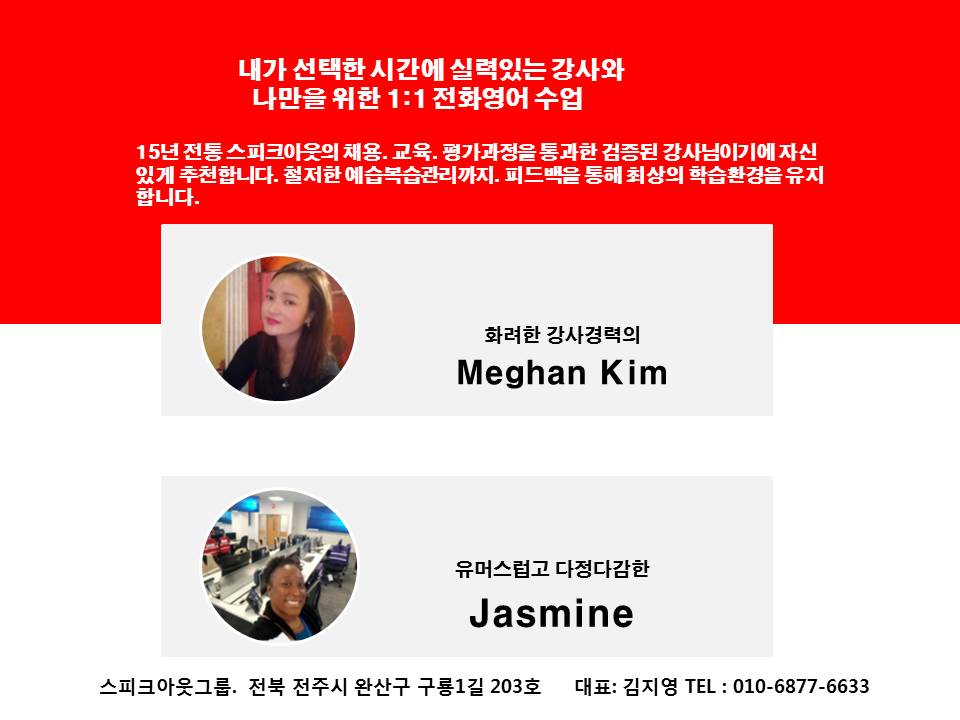 내가 선택한 시간에 실력있는 강사와
나만을 위한 1:1 전화영어 수업
15년 전통 스피크아웃의 채용. 교육. 평가과정을 통과한 검증된 강사님이기에 자신
있게 추천합니다. 철저한 예습복습관리까지. 피드백을 통해 최상의 학습환경을 유지
합니다.
화려한 강사경력의
Meghan Kim
유머스럽고 다정다감한
Jasmine
스피크아웃그룹. 전북 전주시 완산구 구룡1길 203호 대표: 김지영 TEL : 010-6877-6633